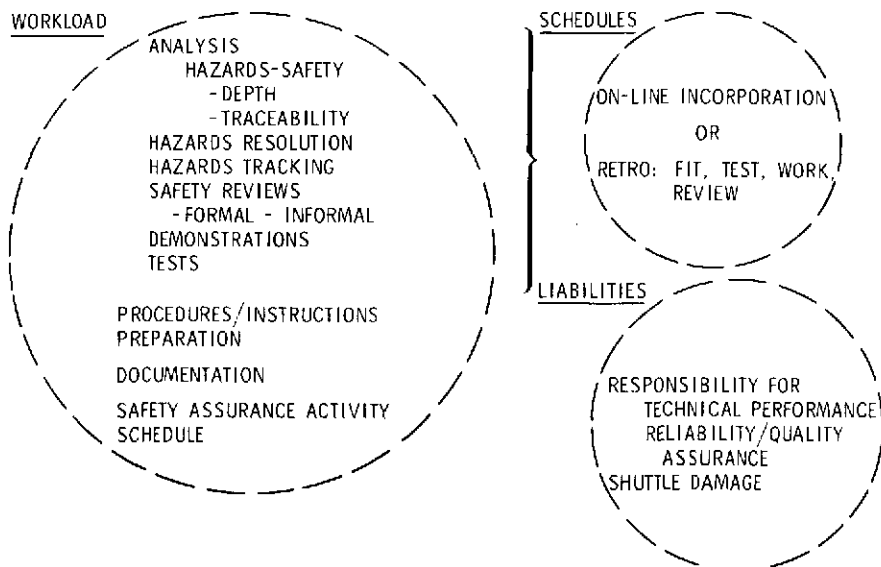 WORKLOAD
ANALYSIS
HAZARDS-SAFETY
-DEPTH
-TRACEABILITY
HAZARDS RESOLUTION
HAZARDS TRACKING
SAFETY REVIEWS
-FORMAL - INFORMAL
DEMONSTRATIONS
TESTS
PROCEDURES/INSTRUCTIONS
PREPARATION
DOCUMENTATION
SAFETY ASSURANCE ACTIVITY
SCHEDULE
SCHEDULES
ON-LINE INCORPORATION
OR
RETRO: FIT, TEST, WORK,
REVIEW
LIABILITIES
RESPONSIBILITY FOR
TECHNICAL PERFORMANCE
RELIABILITY/QUALITY
ASSURANCE
SHUTTLE DAMAGE